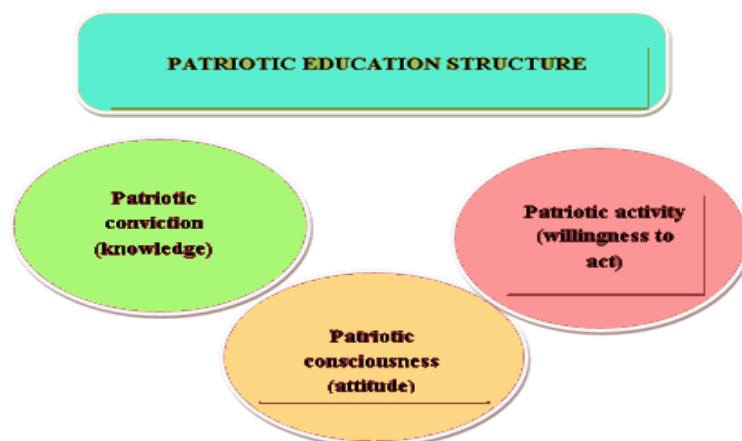 PATRIOTIC EDUCATION STRUCTURE
Patriotic
conviction
(knowledge)
Patriotic activity
(willingness to
act)
Patriotic
consciousness
(attitude)